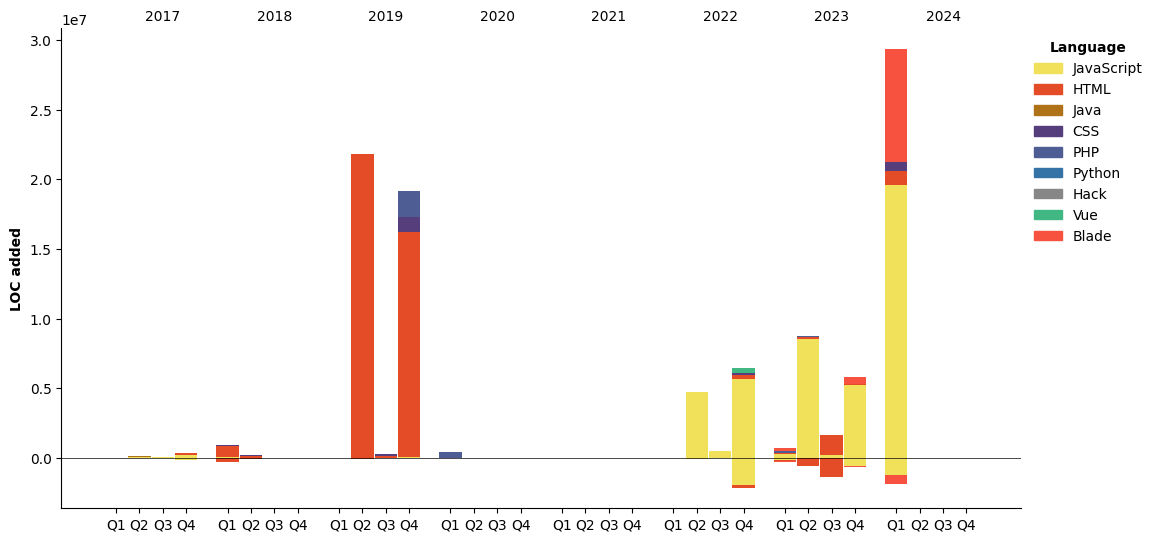 2017 2018 2019 2020 2021 2022 2023 2024
1e7
3.0
2.5
2.0
1.5
1.0
0.5
0.0
LOC added
Q1 Q2 Q3 Q4 Q1 Q2 Q3 Q4 Q1 Q2 Q3 Q4 Q1 Q2 Q3 Q4 Q1 Q2 Q3 Q4 Q1 Q2 Q3 Q4 Q1 Q2 Q3 Q4 Q1 Q2 Q3 Q4
Language
JavaScript
HTML
Java
CSS
PHP
Python
Hack
Vue
Blade